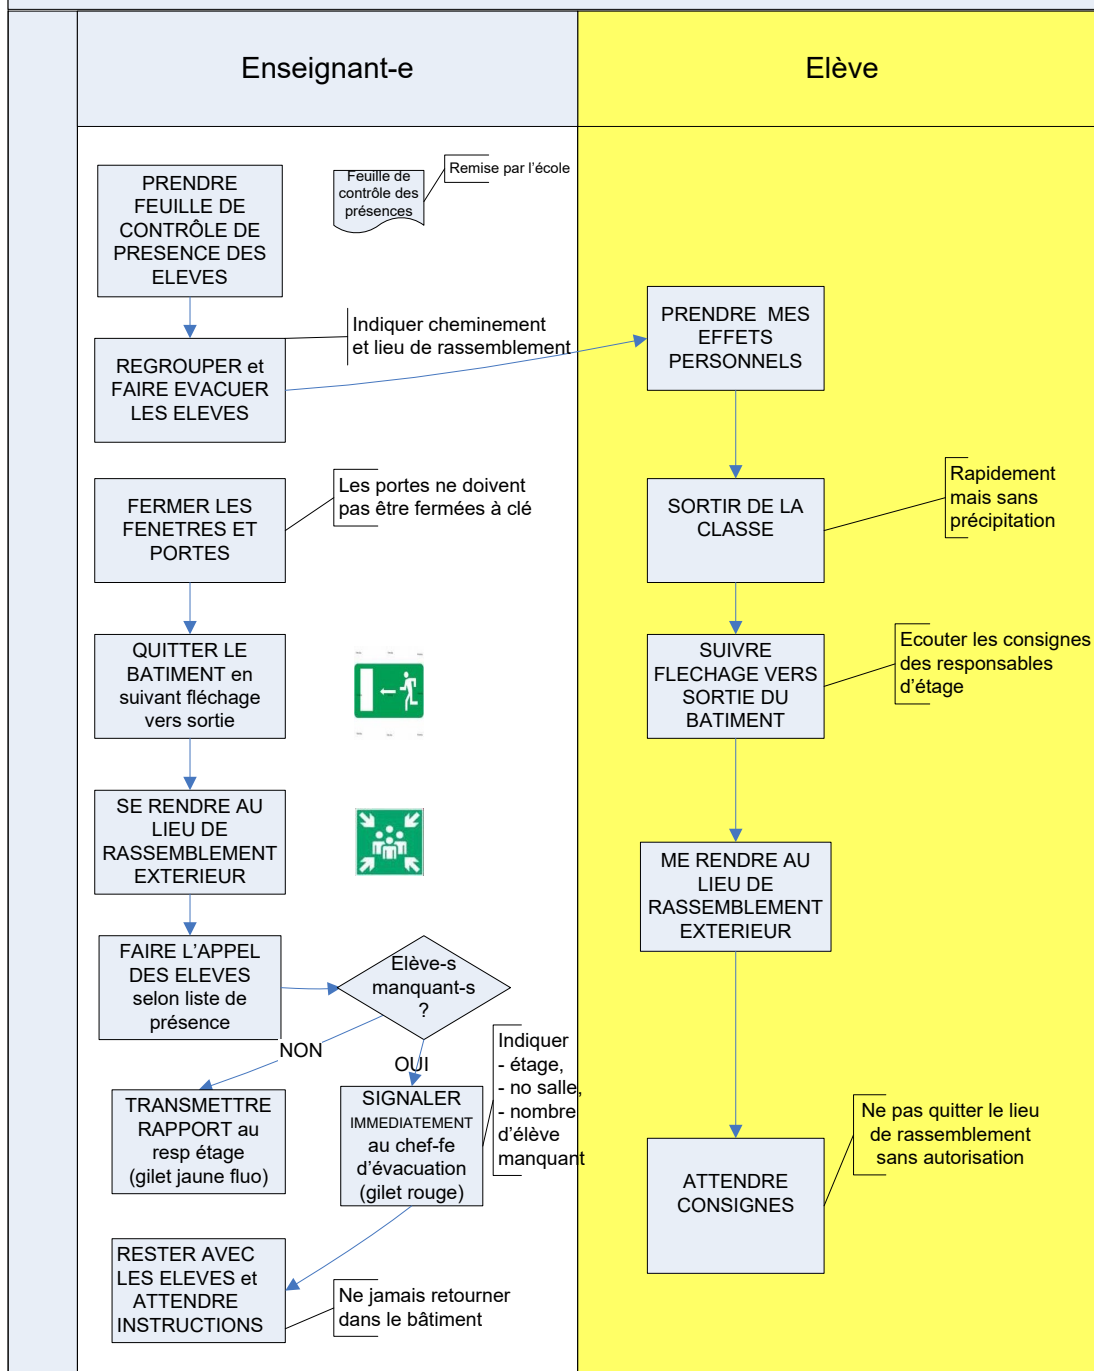 Enseignant-e
Elève
PRENDRE
FEUILLE DE
CONTRÔLE DE
PRESENCE DES
ELEVES
Feuille de
contrôle des
présences
Remise par l'école
Indiquer cheminement
et lieu de rassemblement
REGROUPER et
FAIRE EVACUER
LES ELEVES
PRENDRE MES
EFFETS
PERSONNELS
FERMER LES
FENETRES ET
PORTES
Les portes ne doivent
pas être fermées à clé
SORTIR DE LA
CLASSE
Rapidement
mais sans
précipitation
QUITTER LE
BATIMENT en
suivant fléchage
vers sortie
SUIVRE
FLECHAGE VERS
SORTIE DU
BATIMENT
Ecouter les consignes
des responsables
d'étage
SE RENDRE AU
LIEU DE
RASSEMBLEMENT
EXTERIEUR
ME RENDRE AU
LIEU DE
RASSEMBLEMENT
EXTERIEUR
FAIRE L'APPEL
DES ELEVES
selon liste de
présence
Elève-s
manquant-s
?
NON
OUI
Indiquer
- étage,
- no salle,
- nombre
d'élève
manquant
TRANSMETTRE
RAPPORT au
resp étage
(gilet jaune fluo)
SIGNALER
IMMEDIATEMENT
au chef-fe
d'évacuation
(gilet rouge)
Ne pas quitter le lieu
de rassemblement
sans autorisation
ATTENDRE
CONSIGNES
RESTER AVEC
LES ELEVES et
ATTENDRE
INSTRUCTIONS
Ne jamais retourner
dans le bâtiment